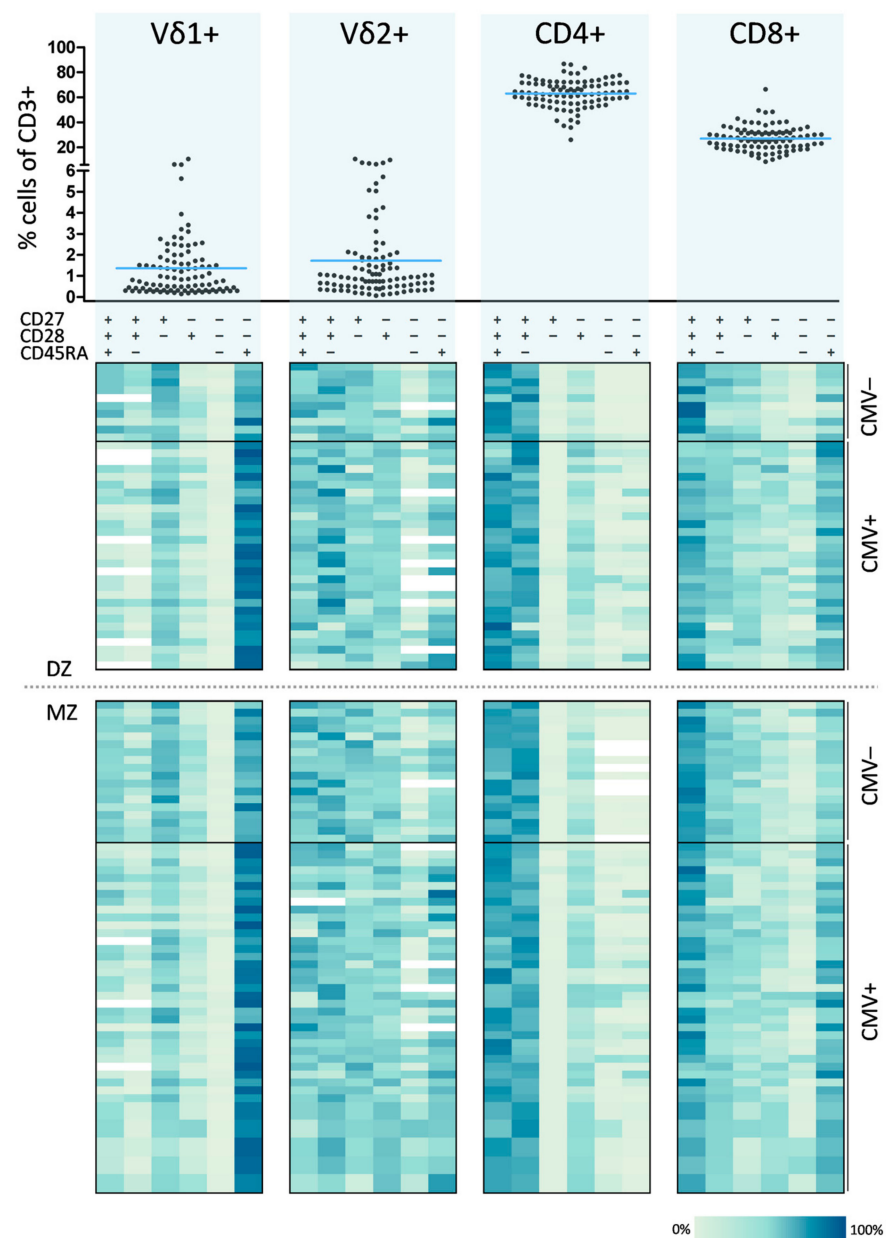 Vδ1+ Vδ2+ CD4+ CD8+
% cells of CD3+
100
80
60
40
20
6
5
4
3
2
1
0
CD27 + + + − − − + + + − − − + + + − − − + + + − − −
CD28 + + − + − − + + − + − − + + − + − − + + − + − −
CD45RA + − − + + − − + + − − + + − − +
CMV−
CMV+
DZ
MZ
CMV−
CMV+
0% 100%